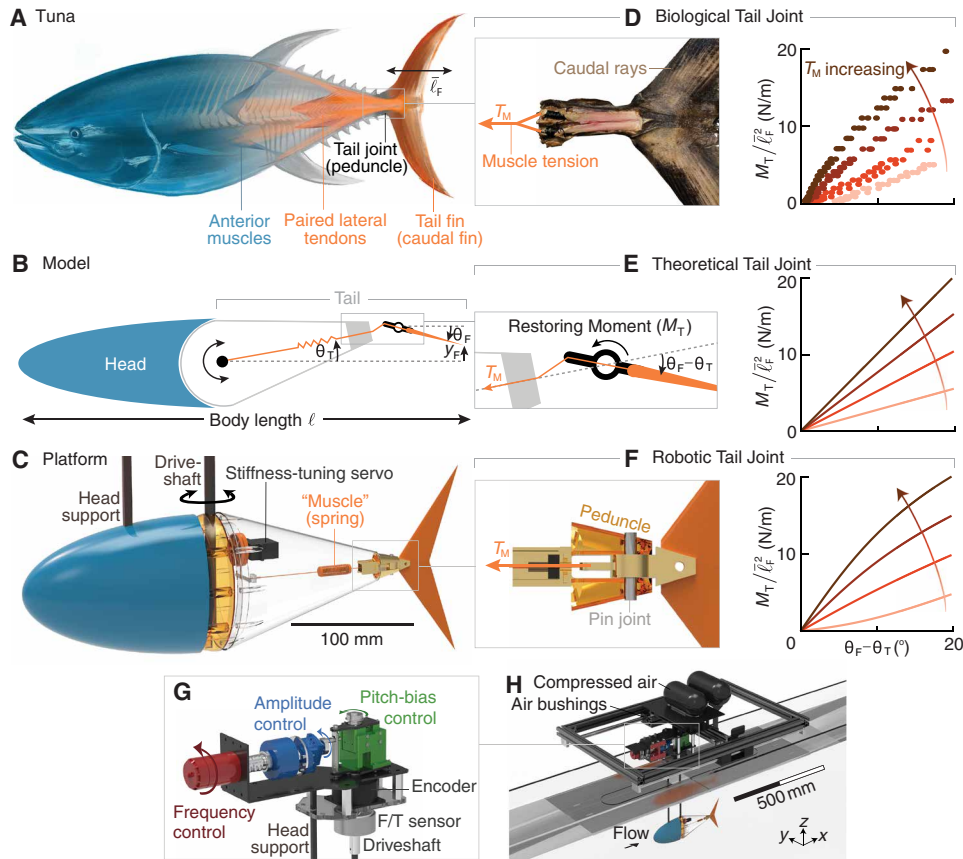 A Tuna
ℓ̄F
Tail joint
(peduncle)
Anterior
muscles
Paired lateral
tendons
Tail fin
(caudal fin)
Caudal rays
TM
Muscle tension
D Biological Tail Joint
TM increasing
MT/ℓ̄F² (N/m)
20
10
0
B Model
Tail
Head
θT
θF
yF
Body length ℓ
Restoring Moment (MT)
TM
θF−θT
E Theoretical Tail Joint
MT/ℓ̄F² (N/m)
20
10
0
C Platform
Drive-
shaft
Head
support
Stiffness-tuning servo
“Muscle”
(spring)
100 mm
Peduncle
TM
Pin joint
F Robotic Tail Joint
MT/ℓ̄F² (N/m)
20
10
0
0
θF−θT (°)
20
G
Amplitude
control
Pitch-bias
control
Frequency
control
Encoder
F/T sensor
Head
support
Driveshaft
H
Compressed air
Air bushings
500 mm
Flow
z
y
x